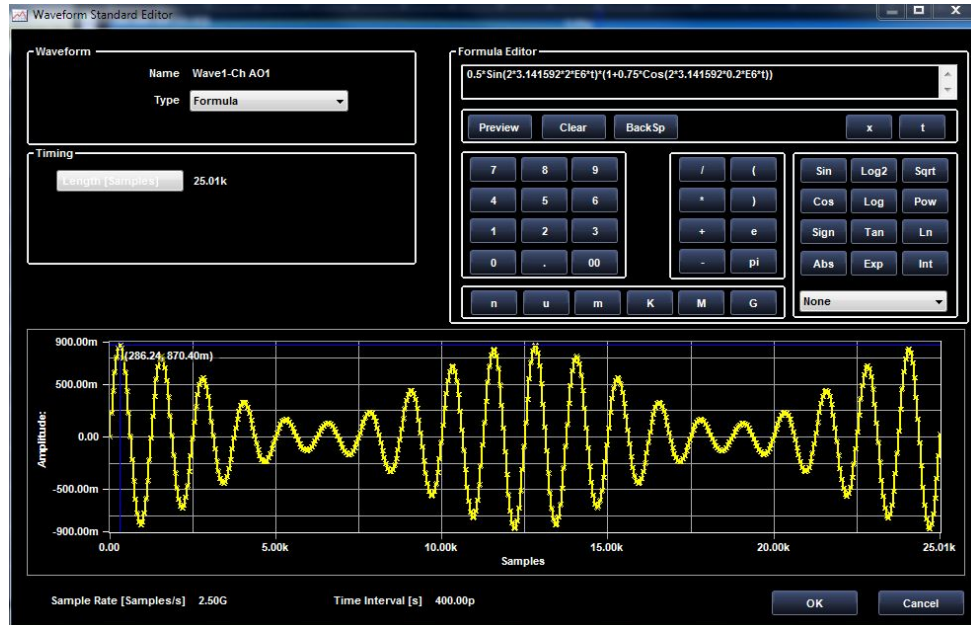 Waveform Standard Editor
Waveform
Name Wave1-Ch AO1
Type Formula
Timing
Length [Samples] 25.01k
Formula Editor
0.5*Sin(2*3.141592*2*E6*t)*(1+0.75*Cos(2*3.141592*0.2*E6*t))
Preview Clear BackSp x t
7 8 9 / ( Sin Log2 Sqrt
4 5 6 * ) Cos Log Pow
1 2 3 + e Sign Tan Ln
0 . 00 - pi Abs Exp Int
n u m K M G None
900.00m
(286.24, 870.40m)
500.00m
Amplitude:
0.00
-500.00m
-900.00m
0.00 5.00k 10.00k 15.00k 20.00k 25.01k
Samples
Sample Rate [Samples/s] 2.50G Time Interval [s] 400.00p OK Cancel